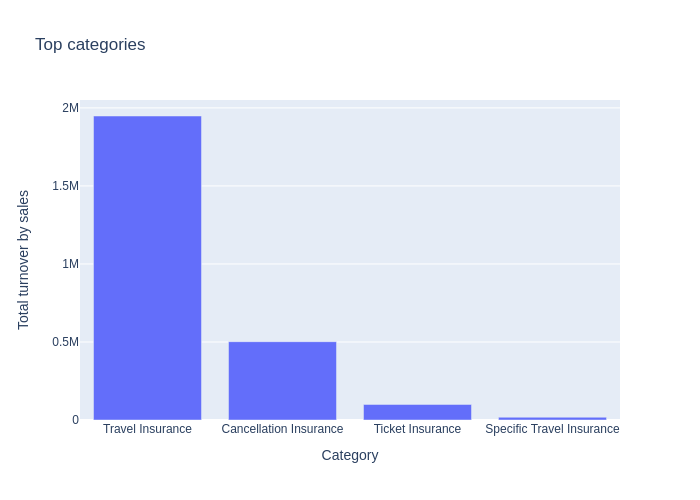 Top categories
Total turnover by sales
2M
1.5M
1M
0.5M
0
Travel Insurance
Cancellation Insurance
Ticket Insurance
Specific Travel Insurance
Category